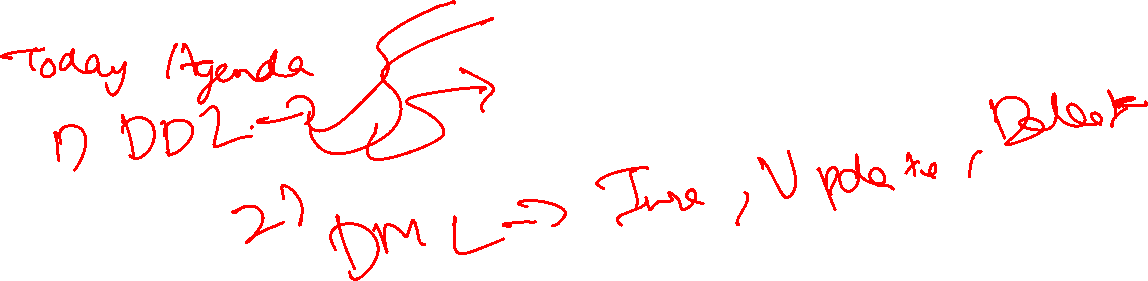 Today Agenda
1) DDL →
2) DML → Inse, Update, Delete